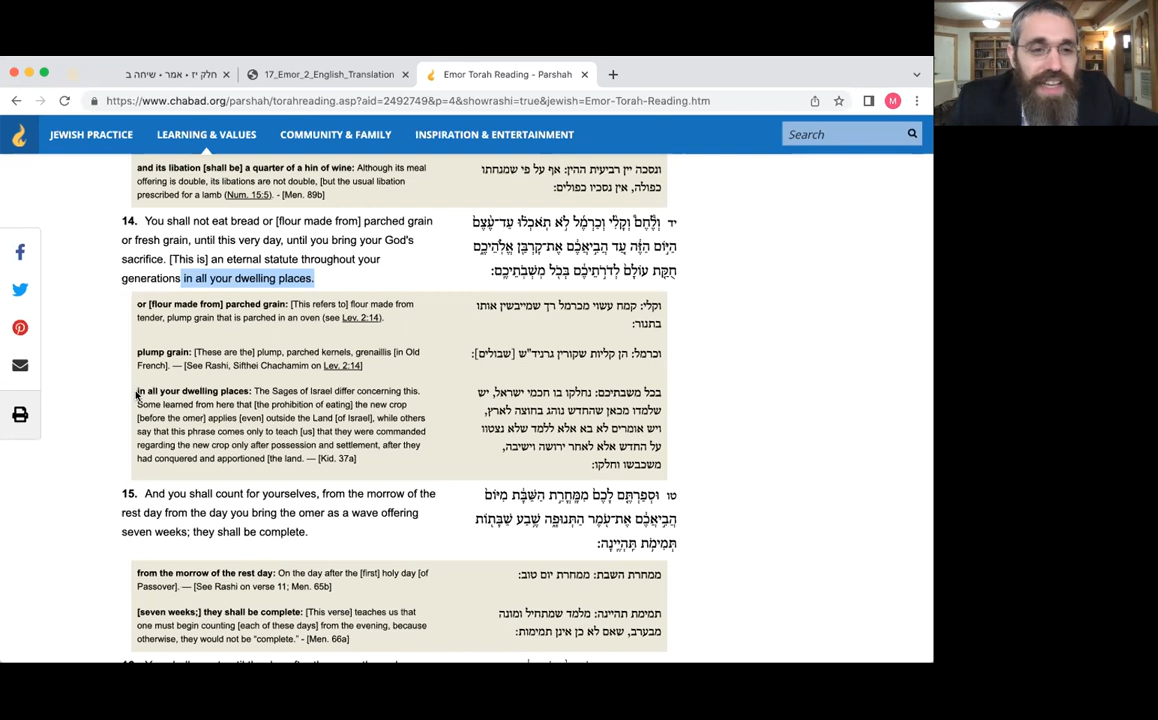 חלק יז • אמר • שיחה ב
17_Emor_2_English_Translation
Emor Torah Reading - Parshah
https://www.chabad.org/parshah/torahreading.asp?aid=2492749&p=4&showrashi=true&jewish=Emor-Torah-Reading.htm
M
JEWISH PRACTICE
LEARNING & VALUES
COMMUNITY & FAMILY
INSPIRATION & ENTERTAINMENT
Search
and its libation [shall be] a quarter of a hin of wine: Although its meal
offering is double, its libations are not double, [but the usual libation
prescribed for a lamb (Num. 15:5). - [Men. 89b]
ונסכה יין רביעית ההין: אף על פי שמנחתו
כפולה, אין נסכיו כפולים:
14. You shall not eat bread or [flour made from] parched grain
or fresh grain, until this very day, until you bring your God's
sacrifice. [This is] an eternal statute throughout your
generations in all your dwelling places.
יד וְלֶ֩חֶם֩ וְקָלִ֨י וְכַרְמֶ֜ל לֹ֣א תֹֽאכְל֗וּ עַד־עֶ֨צֶם֙
הַיּ֣וֹם הַזֶּ֔ה עַ֚ד הֲבִ֣יאֲכֶ֔ם אֶת־קָרְבַּ֖ן אֱלֹֽהֵיכֶ֑ם
חֻקַּ֤ת עוֹלָם֙ לְדֹרֹ֣תֵיכֶ֔ם בְּכֹ֖ל משְׁבֹֽתֵיכֶֽם:
or [flour made from] parched grain: [This refers to] flour made from
tender, plump grain that is parched in an oven (see Lev. 2:14).
וקלי: קמח עשוי מכרמל רך שמייבשין אותו
בתנור:
plump grain: [These are the] plump, parched kernels, grenaillis [in Old
French]. — [See Rashi, Sifthei Chachamim on Lev. 2:14]
וכרמל: הן קליות שקורין גרניד"ש [שבולים]:
in all your dwelling places: The Sages of Israel differ concerning this.
Some learned from here that [the prohibition of eating] the new crop
[before the omer] applies [even] outside the Land [of Israel], while others
say that this phrase comes only to teach [us] that they were commanded
regarding the new crop only after possession and settlement, after they
had conquered and apportioned [the land. — [Kid. 37a]
בכל משבתיכם: נחלקו בו חכמי ישראל, יש
שלמדו מכאן שהחדש נוהג בחוצה לארץ,
ויש אומרים לא בא אלא ללמד שלא נצטוו
על החדש אלא לאחר ירושה וישיבה,
משכבשו וחלקו:
15. And you shall count for yourselves, from the morrow of the
rest day from the day you bring the omer as a wave offering
seven weeks; they shall be complete.
טו וּסְפַרְתֶּ֤ם לָכֶם֙ מִמָּֽחֳרַ֣ת הַשַּׁבָּ֔ת מִיּוֹם֙
הֲבִ֣יאֲכֶ֔ם אֶת־עֹ֖מֶר הַתְּנוּפָ֑ה שֶׁ֥בַע שַׁבָּת֖וֹת
תְּמִימֹ֥ת תִּֽהְיֶֽינָה:
from the morrow of the rest day: On the day after the [first] holy day [of
Passover]. — [See Rashi on verse 11; Men. 65b]
ממחרת השבת: ממחרת יום טוב:
[seven weeks;] they shall be complete: [This verse] teaches us that
one must begin counting [each of these days] from the evening, because
otherwise, they would not be “complete.” - [Men. 66a]
תמימת תהיינה: מלמד שמתחיל ומונה
מבערב, שאם לא כן אינן תמימות: